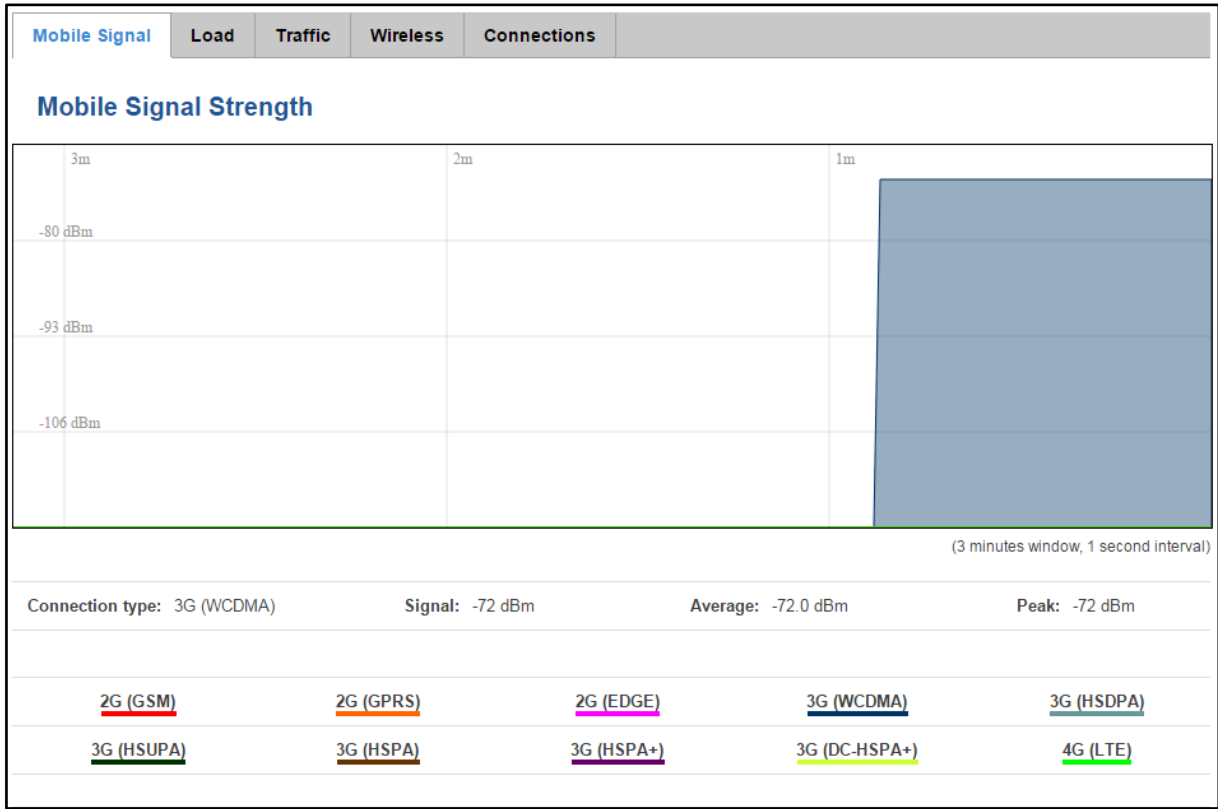 Mobile Signal Load Traffic Wireless Connections
Mobile Signal Strength
3m 2m 1m
-80 dBm
-93 dBm
-106 dBm
(3 minutes window, 1 second interval)
Connection type: 3G (WCDMA) Signal: -72 dBm Average: -72.0 dBm Peak: -72 dBm
2G (GSM) 2G (GPRS) 2G (EDGE) 3G (WCDMA) 3G (HSDPA)
3G (HSUPA) 3G (HSPA) 3G (HSPA+) 3G (DC-HSPA+) 4G (LTE)